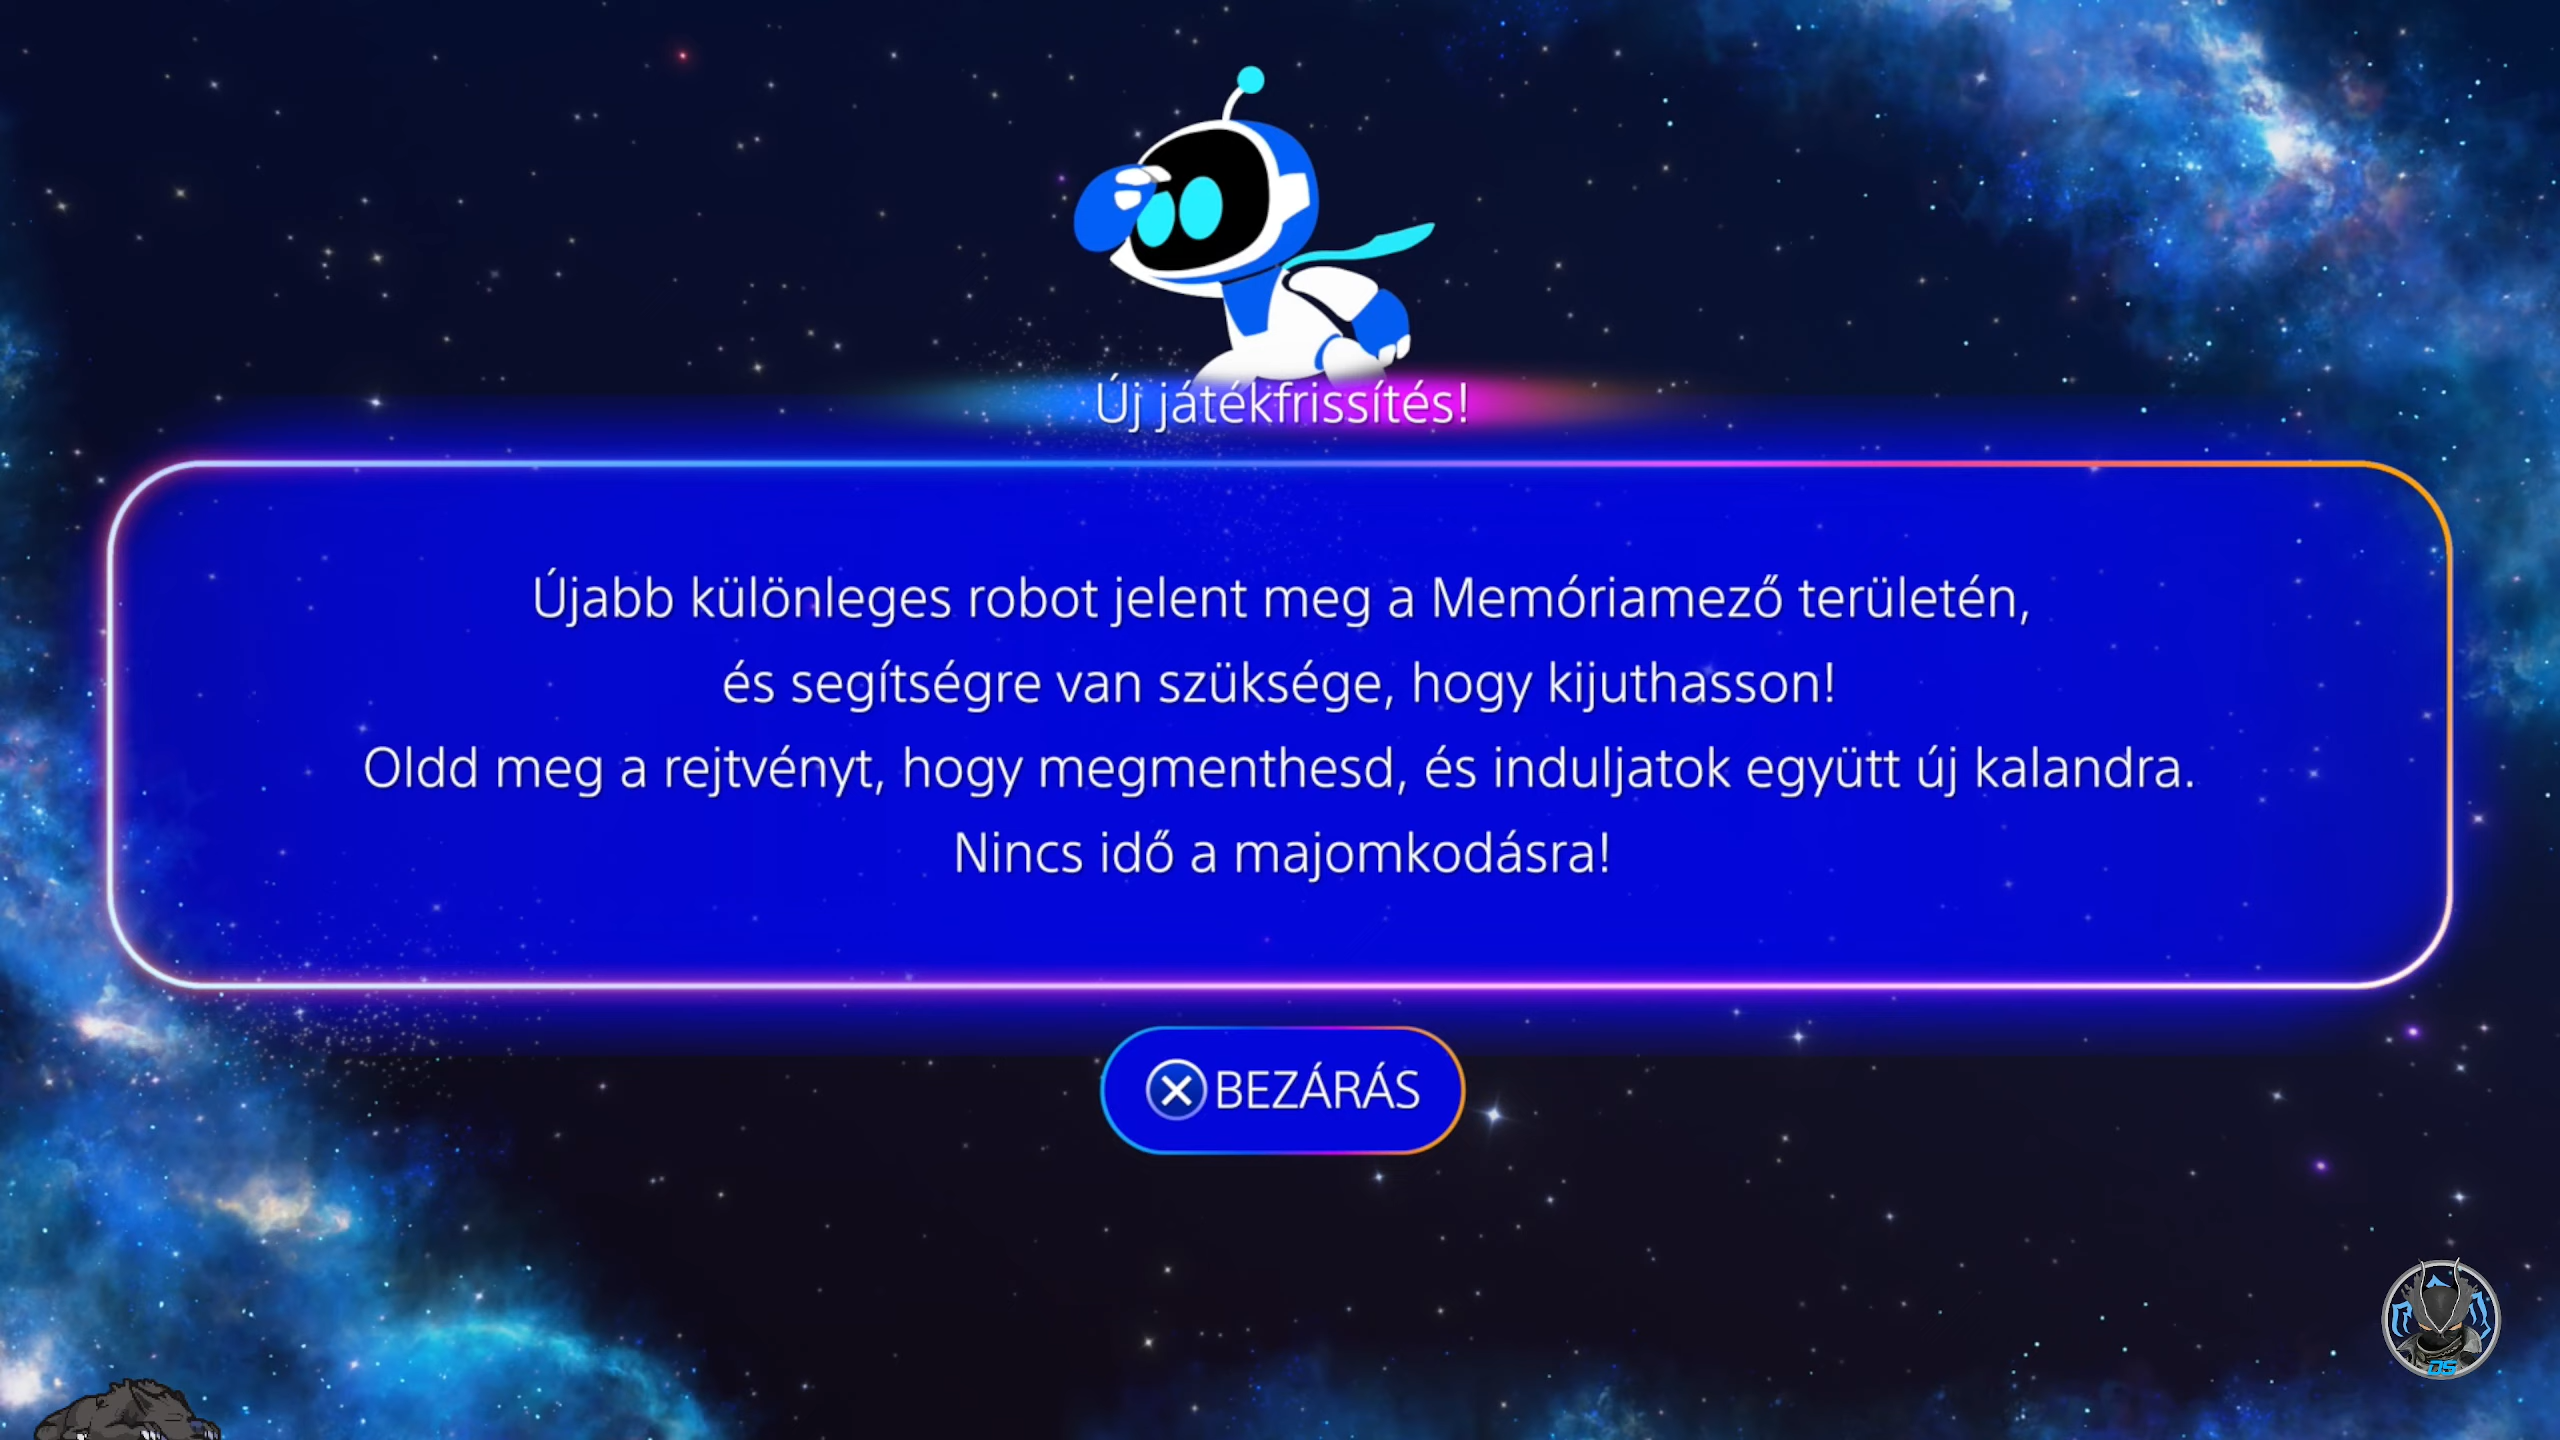 Új játékfrissítés!
Újabb különleges robot jelent meg a Memóriamező területén,
és segítségre van szüksége, hogy kijuthasson!
Oldd meg a rejtvényt, hogy megmenthesd, és induljatok együtt új kalandra.
Nincs idő a majomkodásra!
BEZÁRÁS
DS